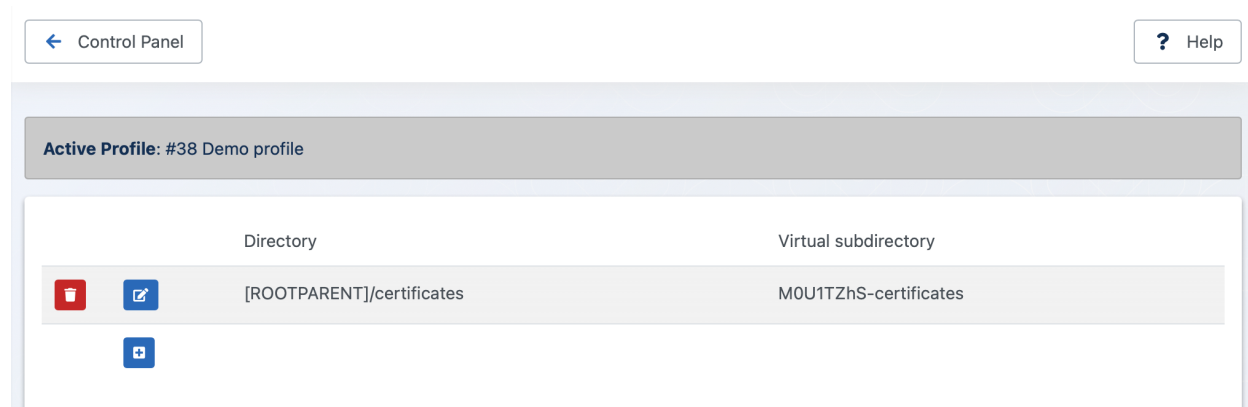 Control Panel
? Help
Active Profile: #38 Demo profile
Directory Virtual subdirectory
[ROOTPARENT]/certificates M0U1TZhS-certificates